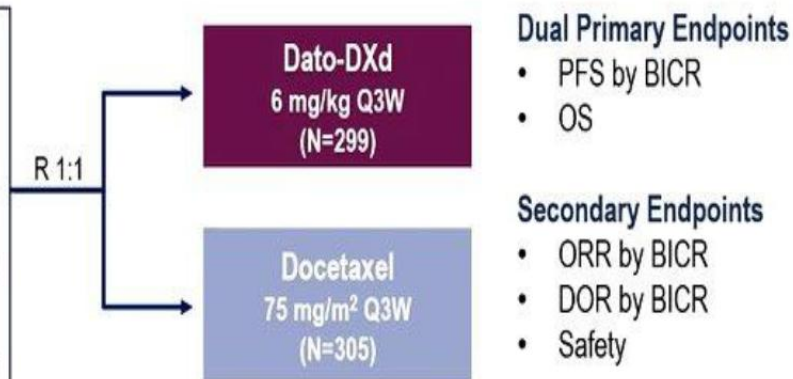 R 1:1
Dato-DXd
6 mg/kg Q3W
(N=299)
Docetaxel
75 mg/m² Q3W
(N=305)
Dual Primary Endpoints
• PFS by BICR
• OS
Secondary Endpoints
• ORR by BICR
• DOR by BICR
• Safety